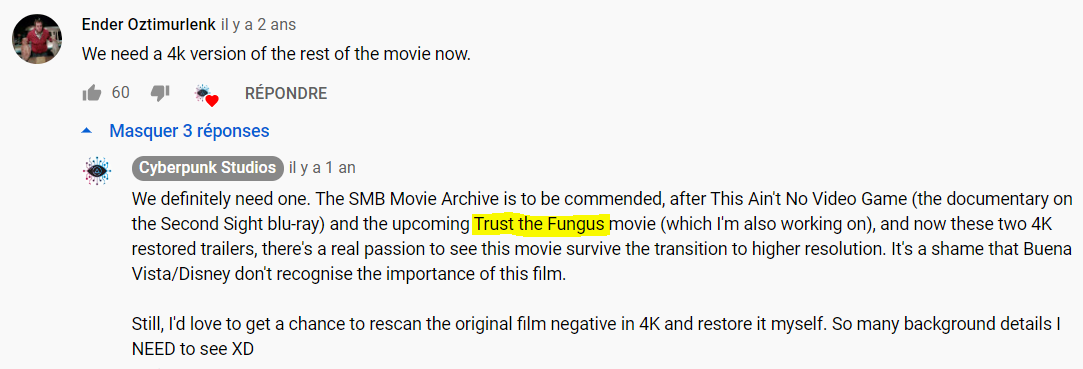 Ender Oztimurlenk il y a 2 ans
We need a 4k version of the rest of the movie now.
60 RÉPONDRE
Masquer 3 réponses
Cyberpunk Studios il y a 1 an
We definitely need one. The SMB Movie Archive is to be commended, after This Ain't No Video Game (the documentary on
the Second Sight blu-ray) and the upcoming Trust the Fungus movie (which I'm also working on), and now these two 4K
restored trailers, there's a real passion to see this movie survive the transition to higher resolution. It's a shame that Buena
Vista/Disney don't recognise the importance of this film.
Still, I'd love to get a chance to rescan the original film negative in 4K and restore it myself. So many background details I
NEED to see XD